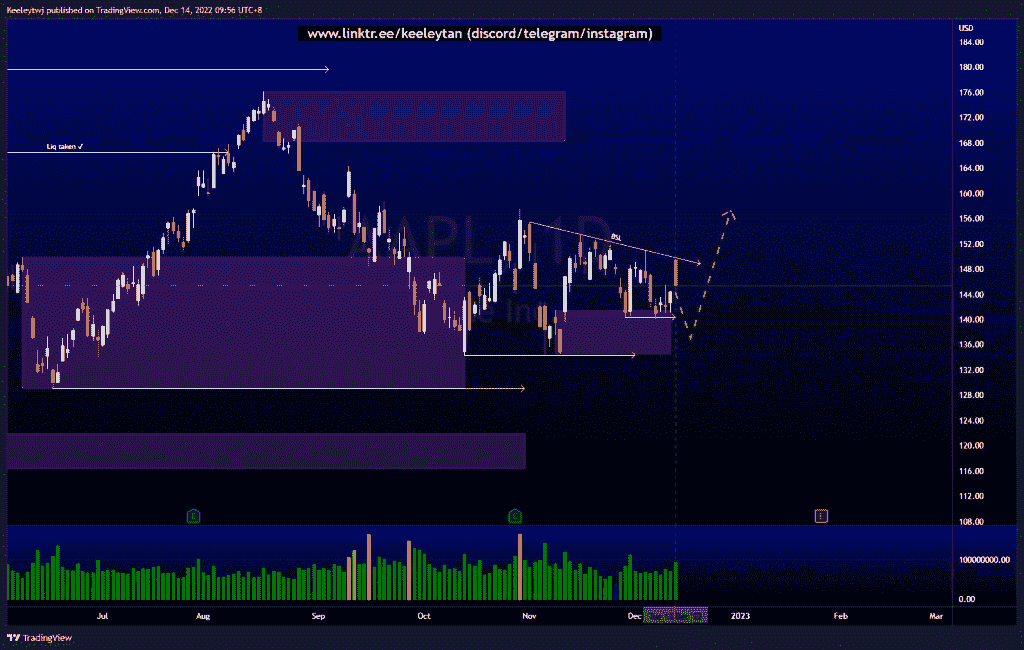 Keeleytwj published on TradingView.com, Dec 14, 2022 09:56 UTC+8
www.linktr.ee/keeleytan (discord/telegram/instagram)
USD
184.00
180.00
176.00
172.00
168.00
Liq taken ✓
164.00
160.00
156.00
AAPL, 1D
BSL
152.00
148.00
144.00
140.00
136.00
132.00
128.00
124.00
120.00
116.00
112.00
108.00
E
E
E
100000000.00
0.00
Jul Aug Sep Oct Nov Dec 2023 Feb Mar
TradingView